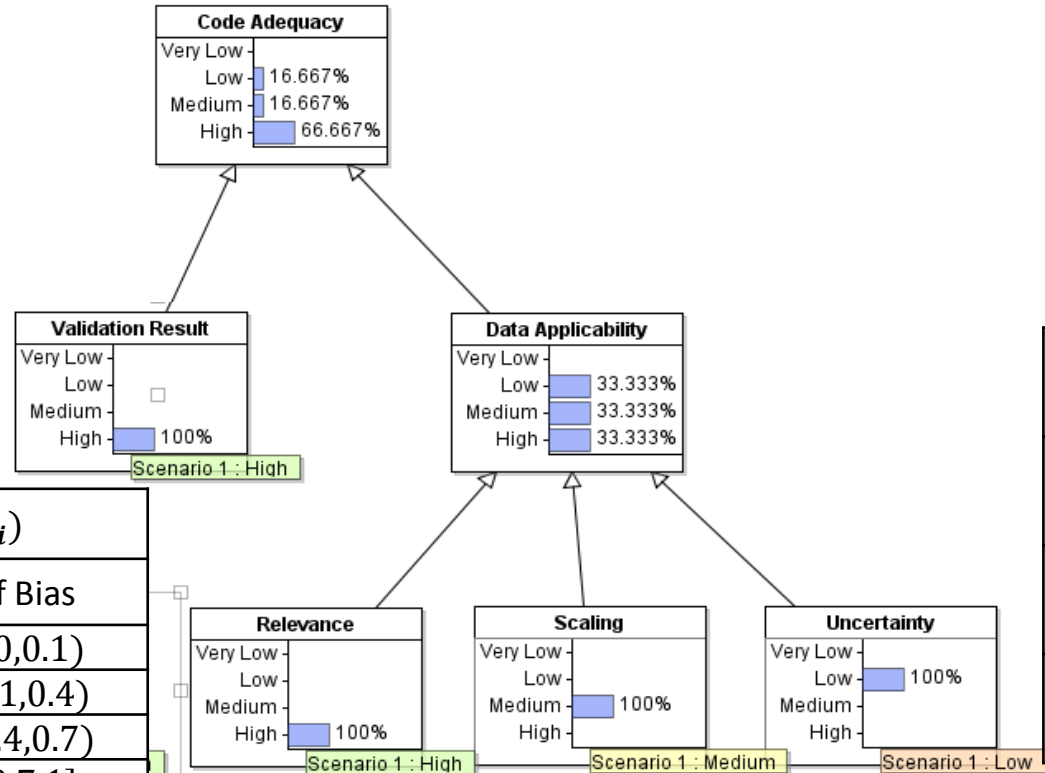 Code Adequacy
Very Low
Low 16.667%
Medium 16.667%
High 66.667%
Validation Result
Very Low
Low
Medium
High 100%
Scenario 1 : High
Data Applicability
Very Low
Low 33.333%
Medium 33.333%
High 33.333%
i)
f Bias
0,0.1)
1,0.4)
.4,0.7)
Relevance
Very Low
Low
Medium
High 100%
Scenario 1 : High
Scaling
Very Low
Low
Medium 100%
High
Scenario 1 : Medium
Uncertainty
Very Low
Low 100%
Medium
High
Scenario 1 : Low